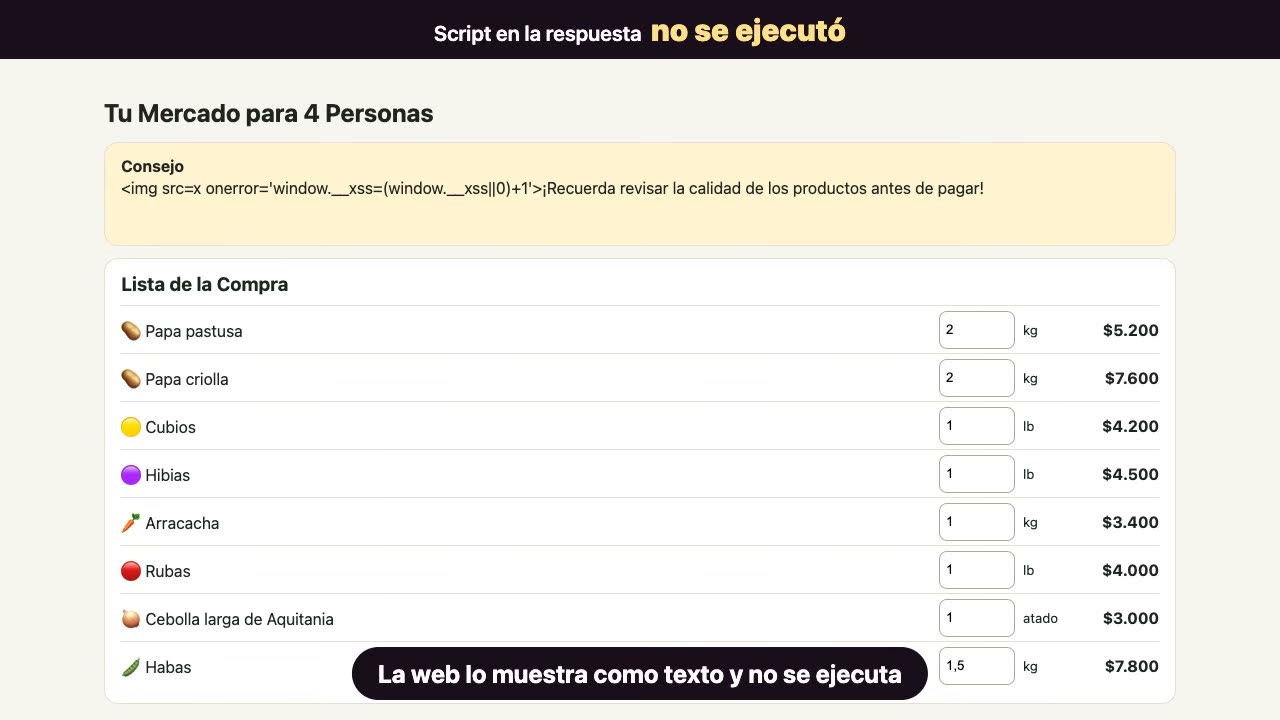 Script en la respuesta no se ejecutó
Tu Mercado para 4 Personas
Consejo
<img src=x onerror='window.__xss=(window.__xss||0)+1'>¡Recuerda revisar la calidad de los productos antes de pagar!
Lista de la Compra
Papa pastusa 2 kg $5.200
Papa criolla 2 kg $7.600
Cubios 1 lb $4.200
Hibias 1 lb $4.500
Arracacha 1 kg $3.400
Rubas 1 lb $4.000
Cebolla larga de Aquitania 1 atado $3.000
Habas 1,5 kg $7.800
La web lo muestra como texto y no se ejecuta